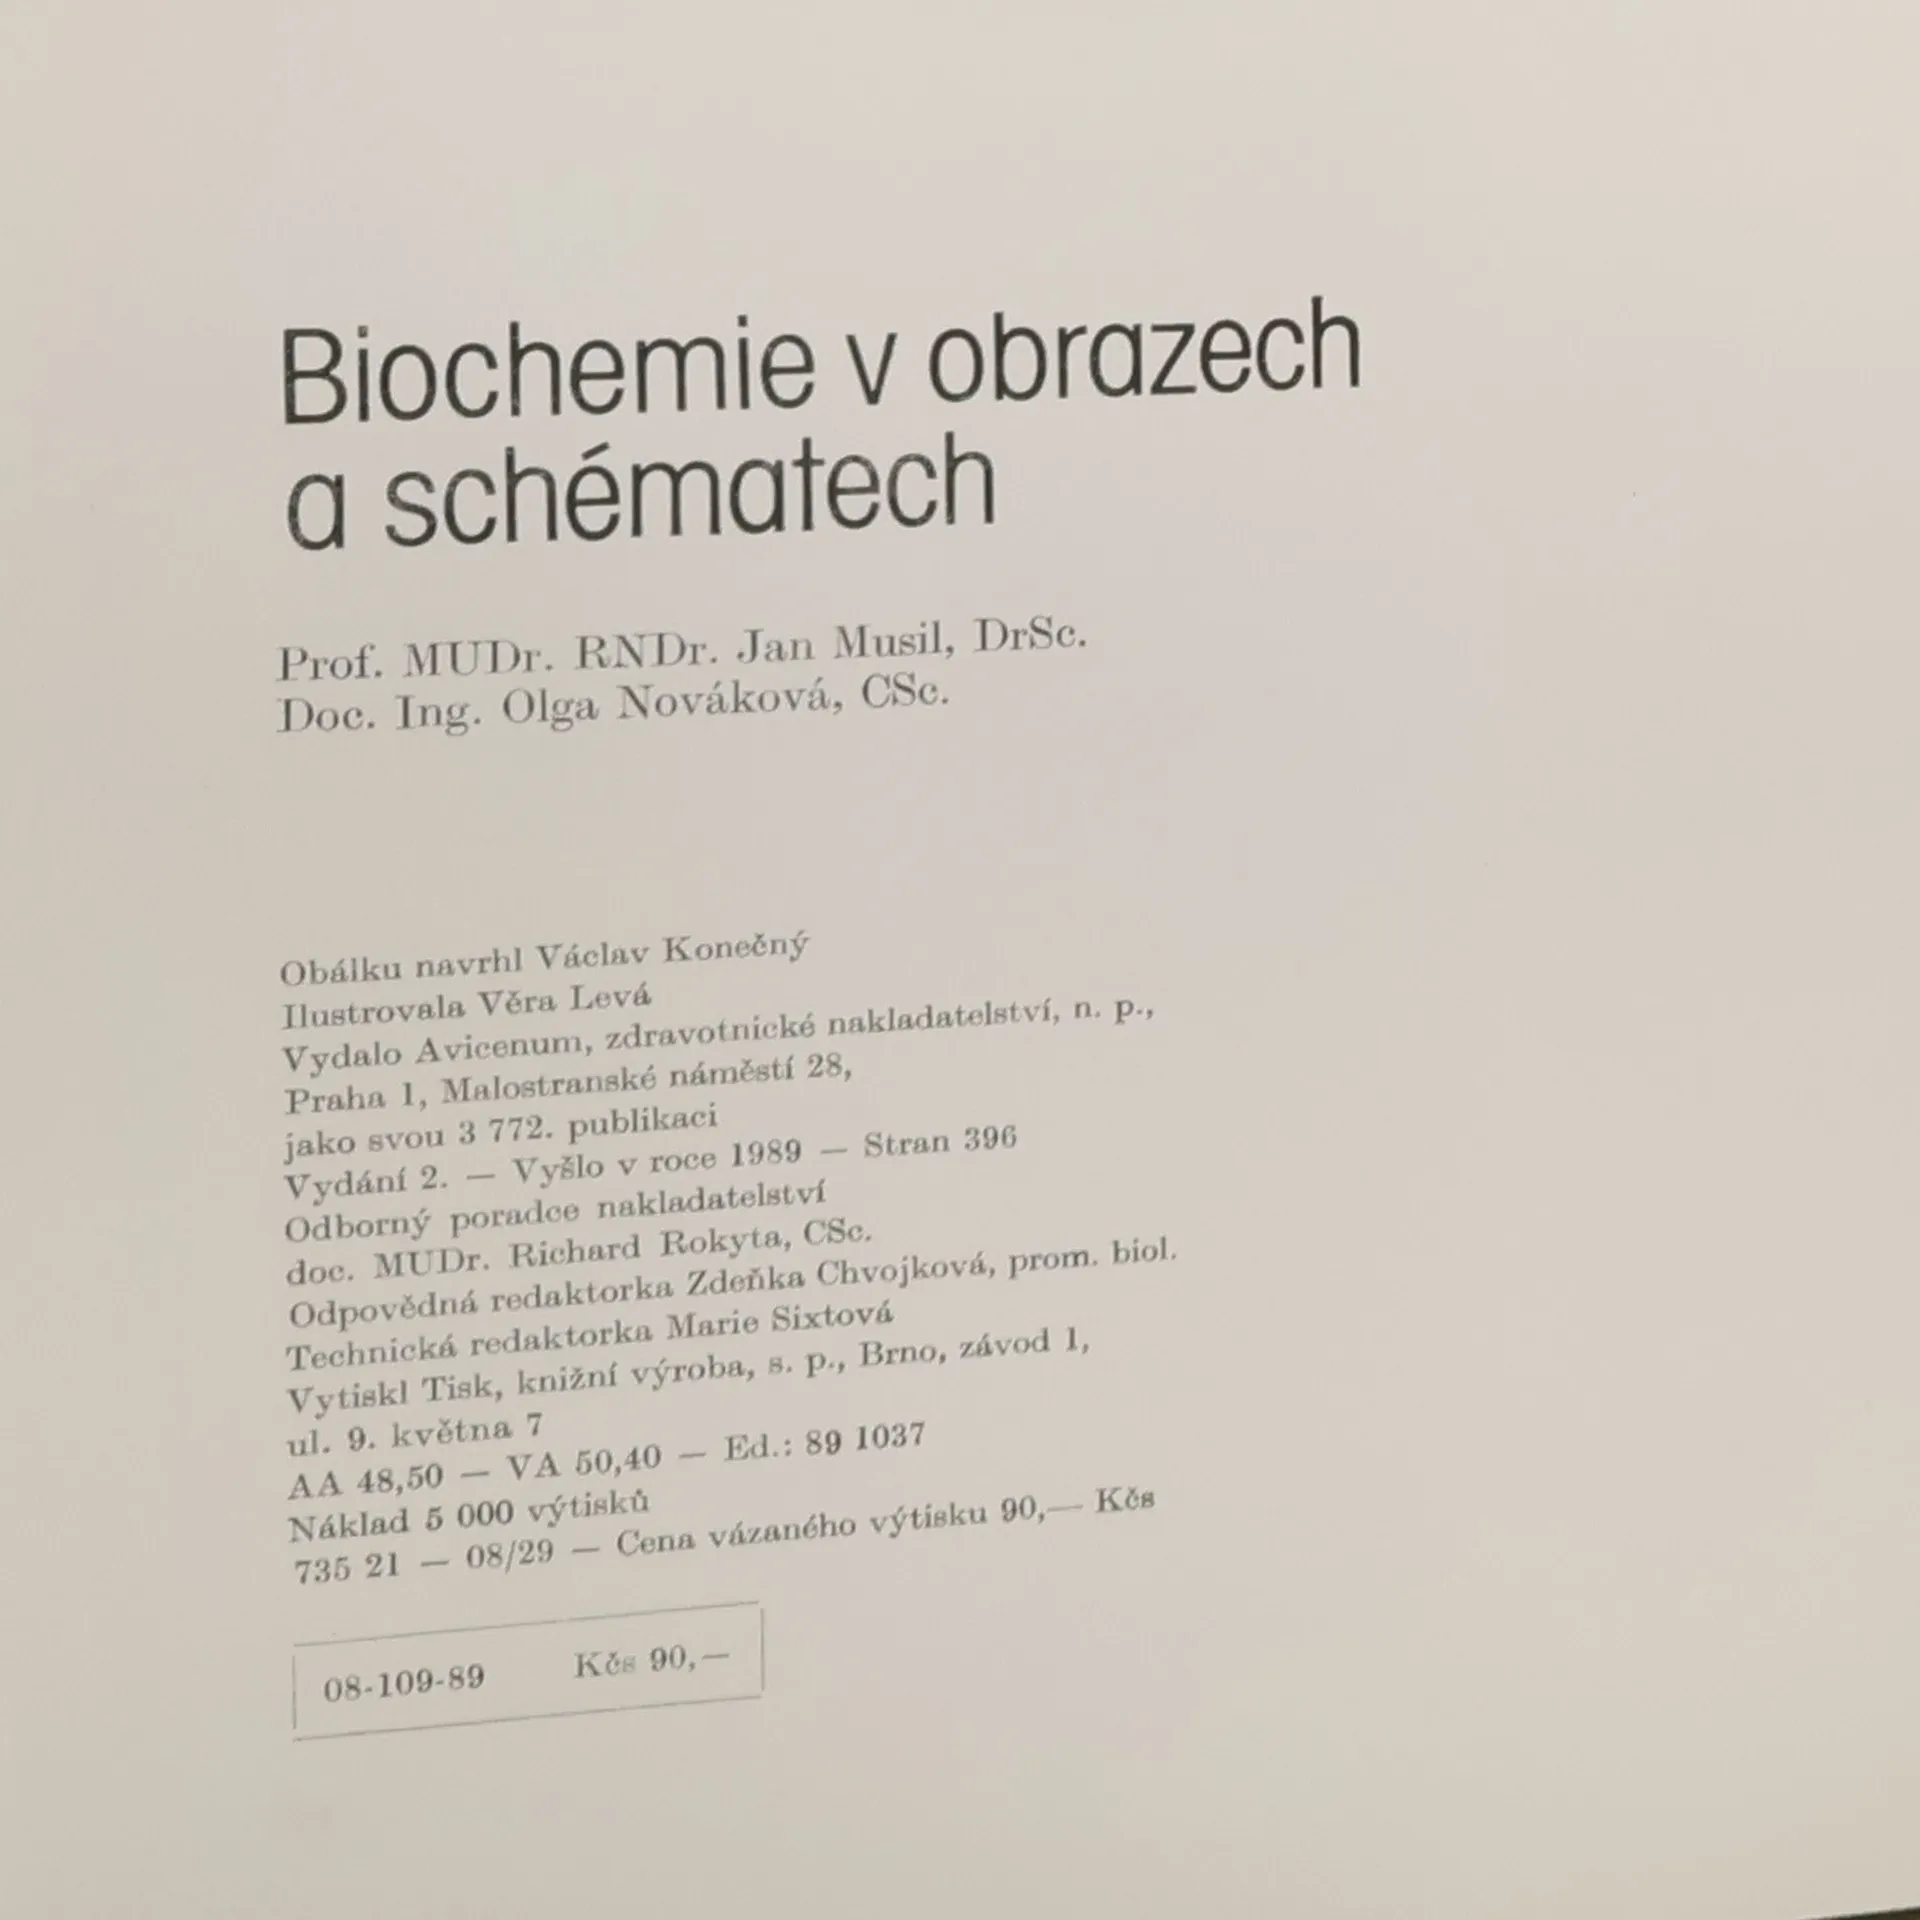 Biochemie v obrazech
a schématech
Prof. MUDr. RNDr. Jan Musil, DrSc.
Doc. Ing. Olga Nováková, CSc.
Obálku navrhl Václav Konečný
Ilustrovala Věra Levá
Vydalo Avicenum, zdravotnické nakladatelství, n. p.,
Praha 1, Malostranské náměstí 28,
jako svou 3 772. publikaci
Vydání 2. — Vyšlo v roce 1989 — Stran 396
Odborný poradce nakladatelství
doc. MUDr. Richard Rokyta, CSc.
Odpovědná redaktorka Zdeňka Chvojková, prom. biol.
Technická redaktorka Marie Sixtová
Vytiskl Tisk, knižní výroba, s. p., Brno, závod 1,
ul. 9. května 7
AA 48,50 — VA 50,40 — Ed.: 89 1037
Náklad 5 000 výtisků
735 21 — 08/29 — Cena vázaného výtisku 90,— Kčs
08-109-89 Kčs 90,—